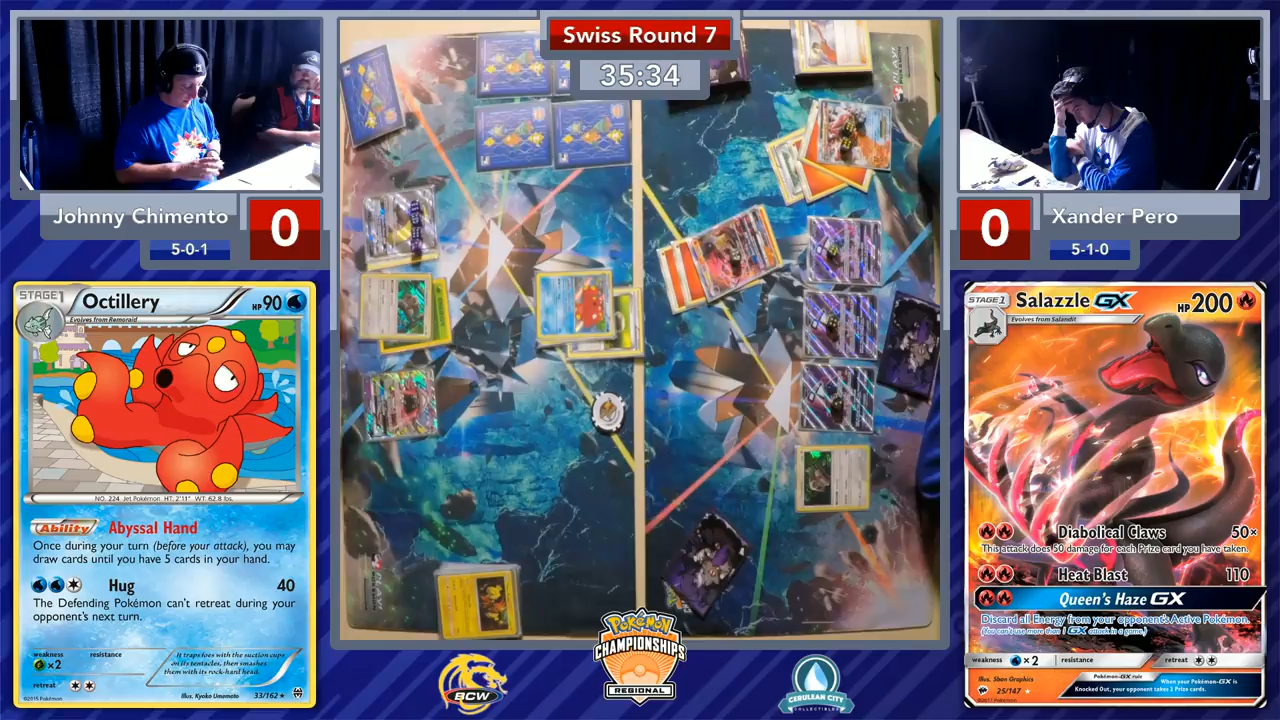 Swiss Round 7
35:34
Johnny Chimento
0
5-0-1
0
Xander Pero
5-1-0
STAGE1
Octillery
HP 90
Evolves from Remoraid
NO. 224 Jet Pokémon HT: 2'11" WT: 62.8 lbs.
Ability Abyssal Hand
Once during your turn (before your attack), you may
draw cards until you have 5 cards in your hand.
Hug 40
The Defending Pokémon can't retreat during your
opponent's next turn.
weakness
×2
resistance
retreat
It traps foes with the suction cups
on its tentacles, then smashes
them with its rock-hard head.
Illus. Kyoko Umemoto
33/162
©2015 Pokémon
STAGE1
Salazzle GX
HP 200
Evolves from Salandit
Diabolical Claws 50×
This attack does 50 damage for each Prize card you have taken.
Heat Blast 110
Queen's Haze GX
Discard all Energy from your opponent's Active Pokémon.
(You can't use more than 1 GX attack in a game.)
weakness ×2 resistance retreat
Illus. 5ban Graphics
25/147
Pokémon-GX rule
When your Pokémon-GX is
Knocked Out, your opponent takes 2 Prize cards.
BCW
Pokémon
CHAMPIONSHIPS
REGIONAL
CERULEAN CITY
COLLECTIBLES
PLAY!
PLAY!